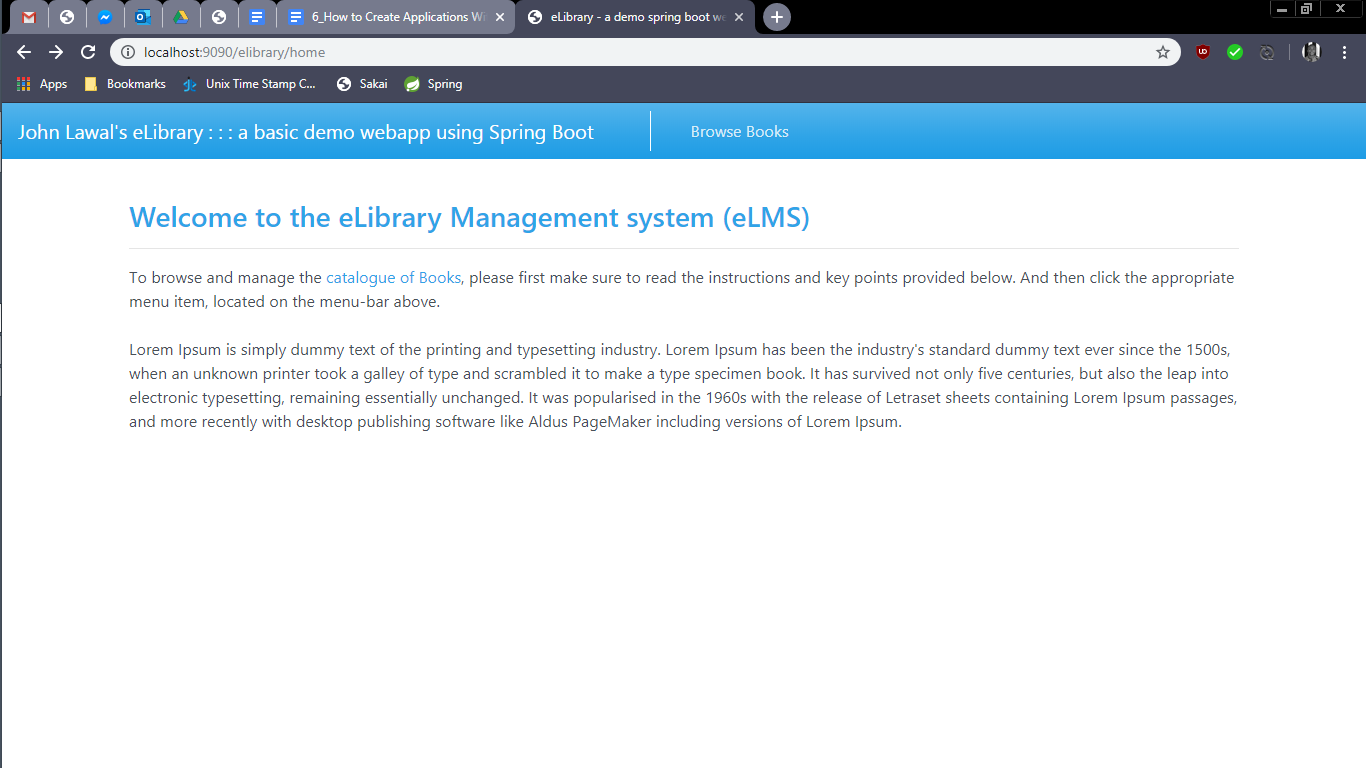 6_How to Create Applications Wi
eLibrary - a demo spring boot we
localhost:9090/elibrary/home
Apps Bookmarks Unix Time Stamp C... Sakai Spring
John Lawal's eLibrary : : : a basic demo webapp using Spring Boot
Browse Books
Welcome to the eLibrary Management system (eLMS)
To browse and manage the catalogue of Books, please first make sure to read the instructions and key points provided below. And then click the appropriate
menu item, located on the menu-bar above.
Lorem Ipsum is simply dummy text of the printing and typesetting industry. Lorem Ipsum has been the industry's standard dummy text ever since the 1500s,
when an unknown printer took a galley of type and scrambled it to make a type specimen book. It has survived not only five centuries, but also the leap into
electronic typesetting, remaining essentially unchanged. It was popularised in the 1960s with the release of Letraset sheets containing Lorem Ipsum passages,
and more recently with desktop publishing software like Aldus PageMaker including versions of Lorem Ipsum.